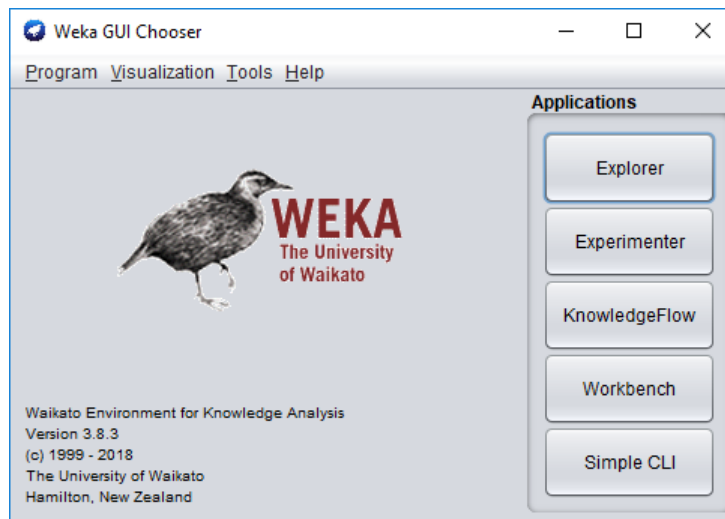 Weka GUI Chooser
Program Visualization Tools Help
Applications
Explorer
Experimenter
KnowledgeFlow
Workbench
Simple CLI
WEKA
The University
of Waikato
Waikato Environment for Knowledge Analysis
Version 3.8.3
(c) 1999 - 2018
The University of Waikato
Hamilton, New Zealand